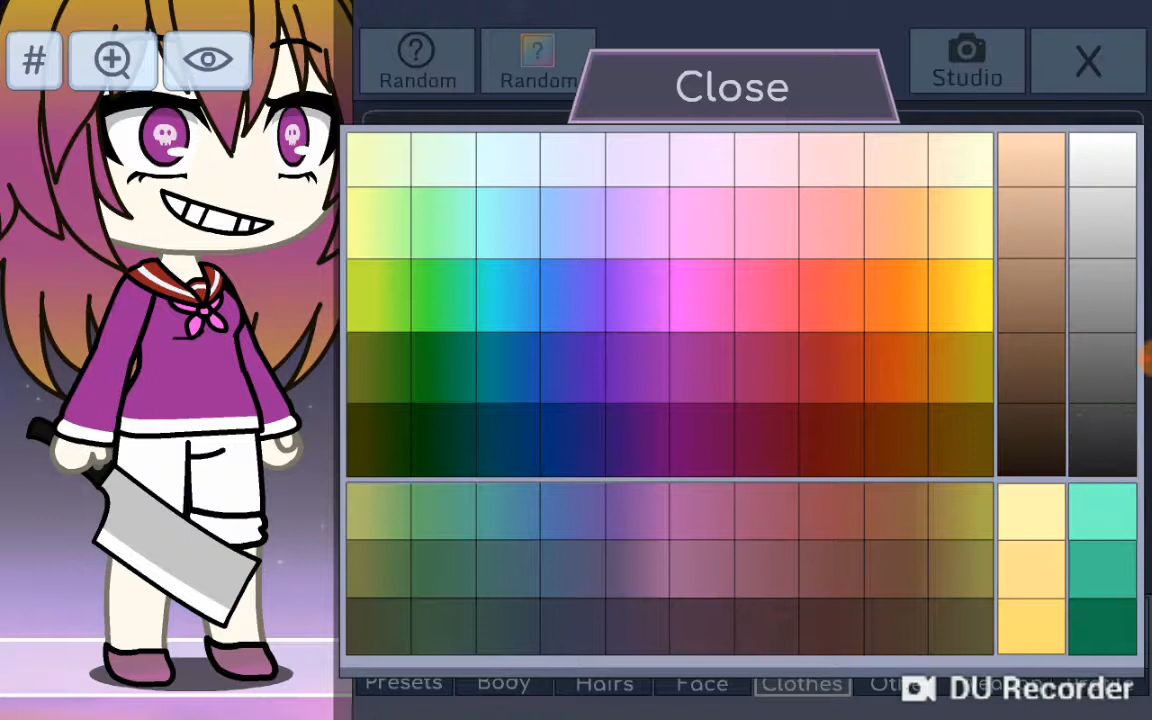 #
?
Random
?
Random
Close
Studio
X
Presets
Body
Hairs
Face
Clothes
DU Recorder